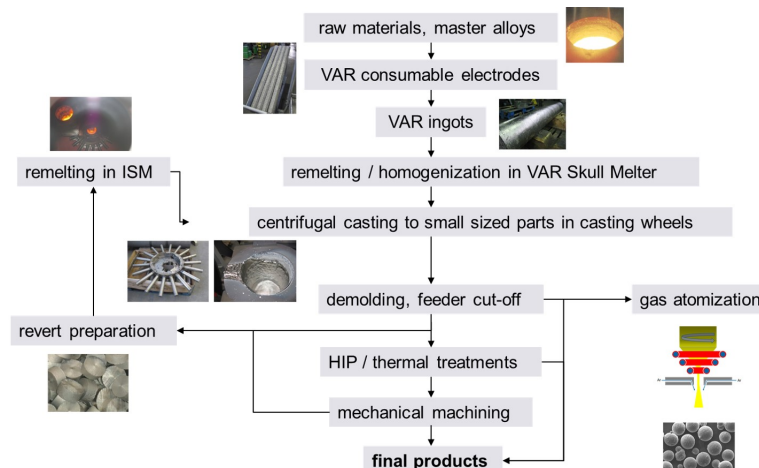 raw materials, master alloys
VAR consumable electrodes
VAR ingots
remelting in ISM
remelting / homogenization in VAR Skull Melter
centrifugal casting to small sized parts in casting wheels
demolding, feeder cut-off
gas atomization
revert preparation
HIP / thermal treatments
mechanical machining
final products